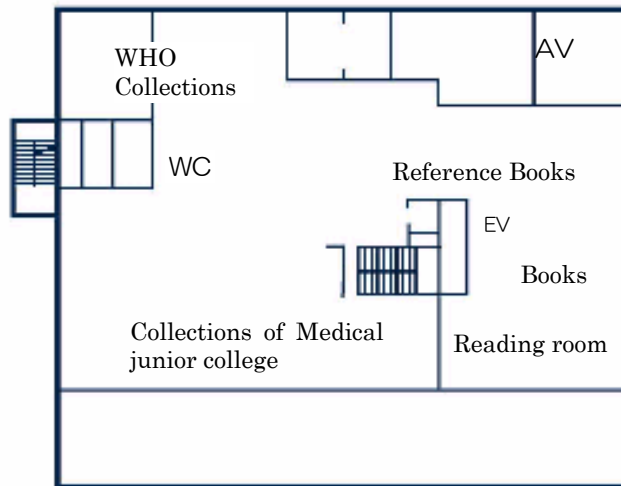 WHO
Collections
AV
WC
Reference Books
EV
Books
Collections of Medical
junior college
Reading room